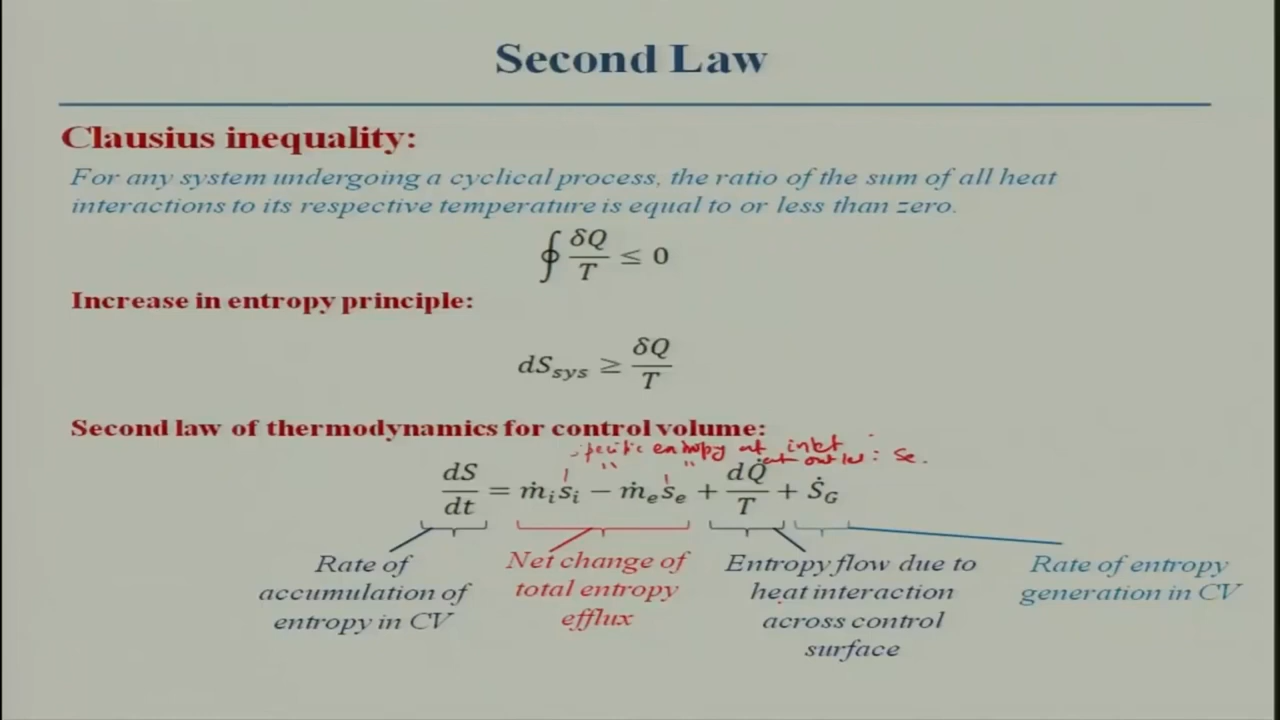 Second Law
Clausius inequality:
For any system undergoing a cyclical process, the ratio of the sum of all heat
interactions to its respective temperature is equal to or less than zero.
∮ δQ/T ≤ 0
Increase in entropy principle:
dS_sys ≥ δQ/T
Second law of thermodynamics for control volume:
specific entropy at inlet
" " at outlet : se.
dS/dt = ṁ_i s_i − ṁ_e s_e + dQ̇/T + Ṡ_G
Rate of
accumulation of
entropy in CV
Net change of
total entropy
efflux
Entropy flow due to
heat interaction
across control
surface
Rate of entropy
generation in CV